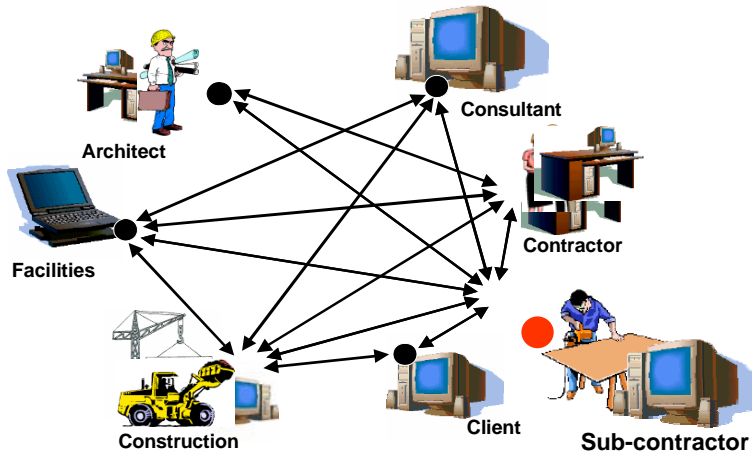 Consultant
Architect
Contractor
Facilities
Construction
Client
Sub-contractor